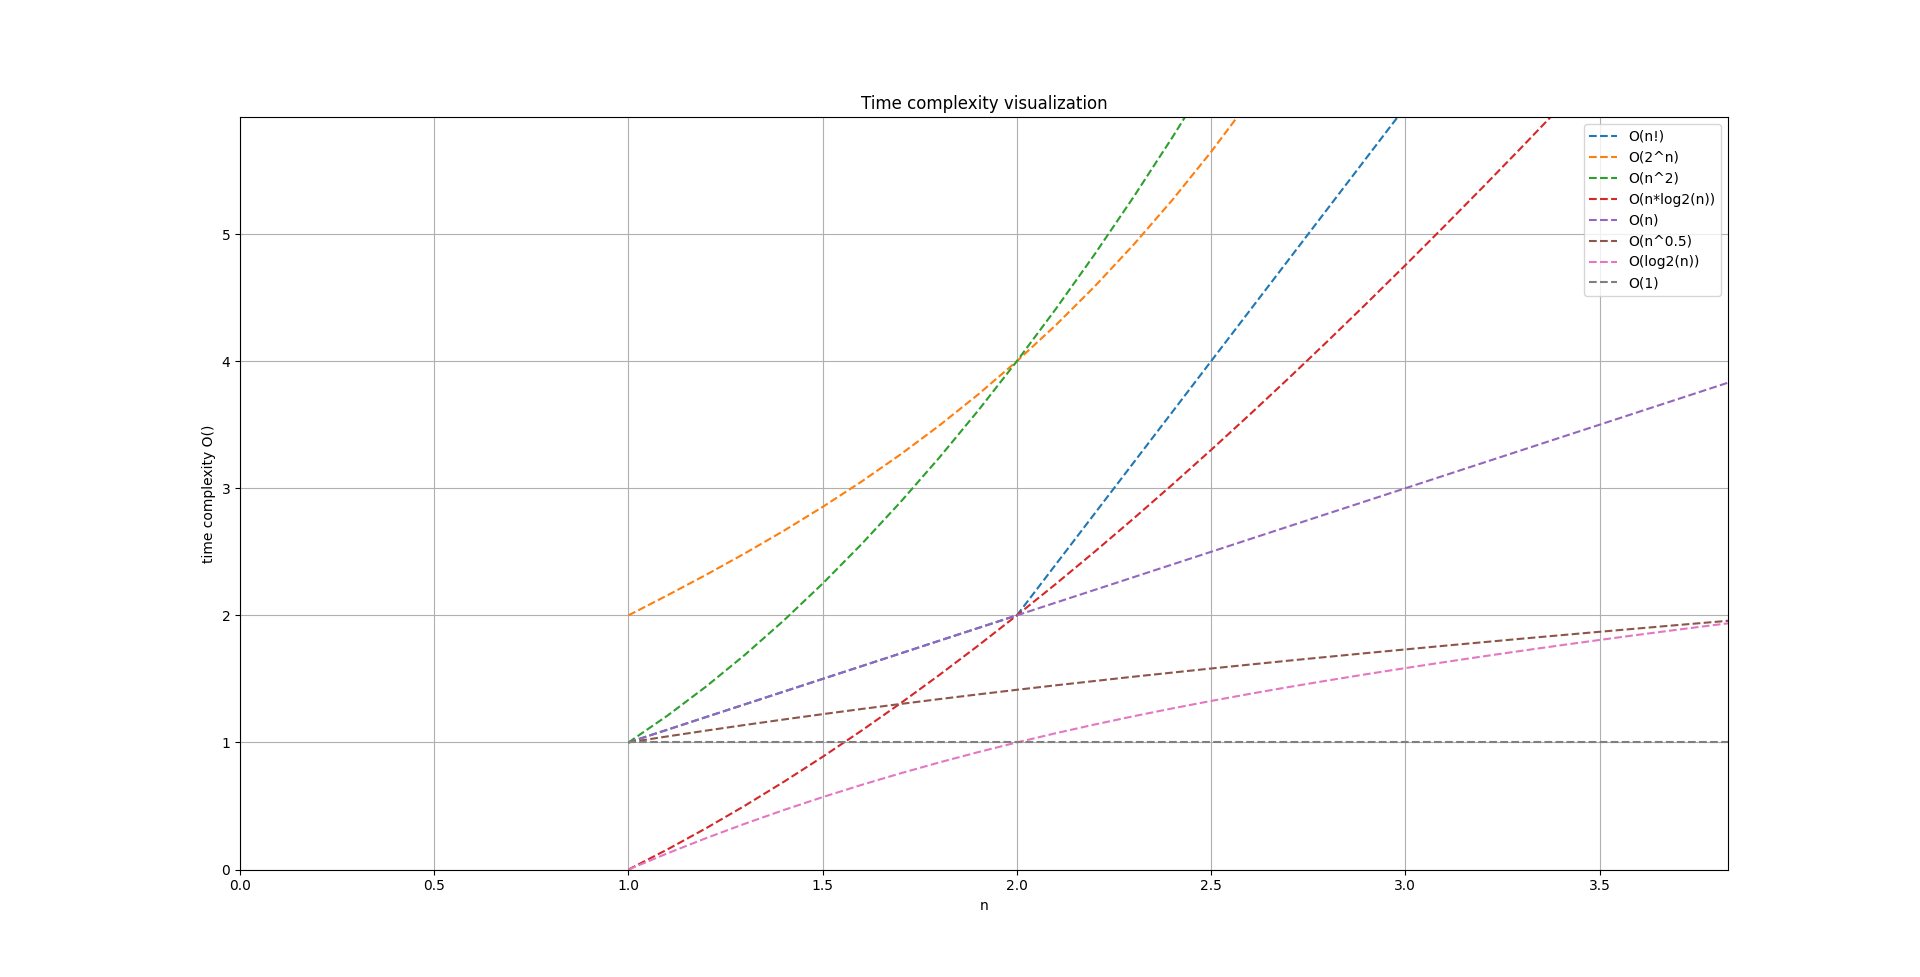 Time complexity visualization
O(n!)
O(2^n)
O(n^2)
O(n*log2(n))
O(n)
O(n^0.5)
O(log2(n))
O(1)
time complexity O()
5
4
3
2
1
0
0.0 0.5 1.0 1.5 2.0 2.5 3.0 3.5
n